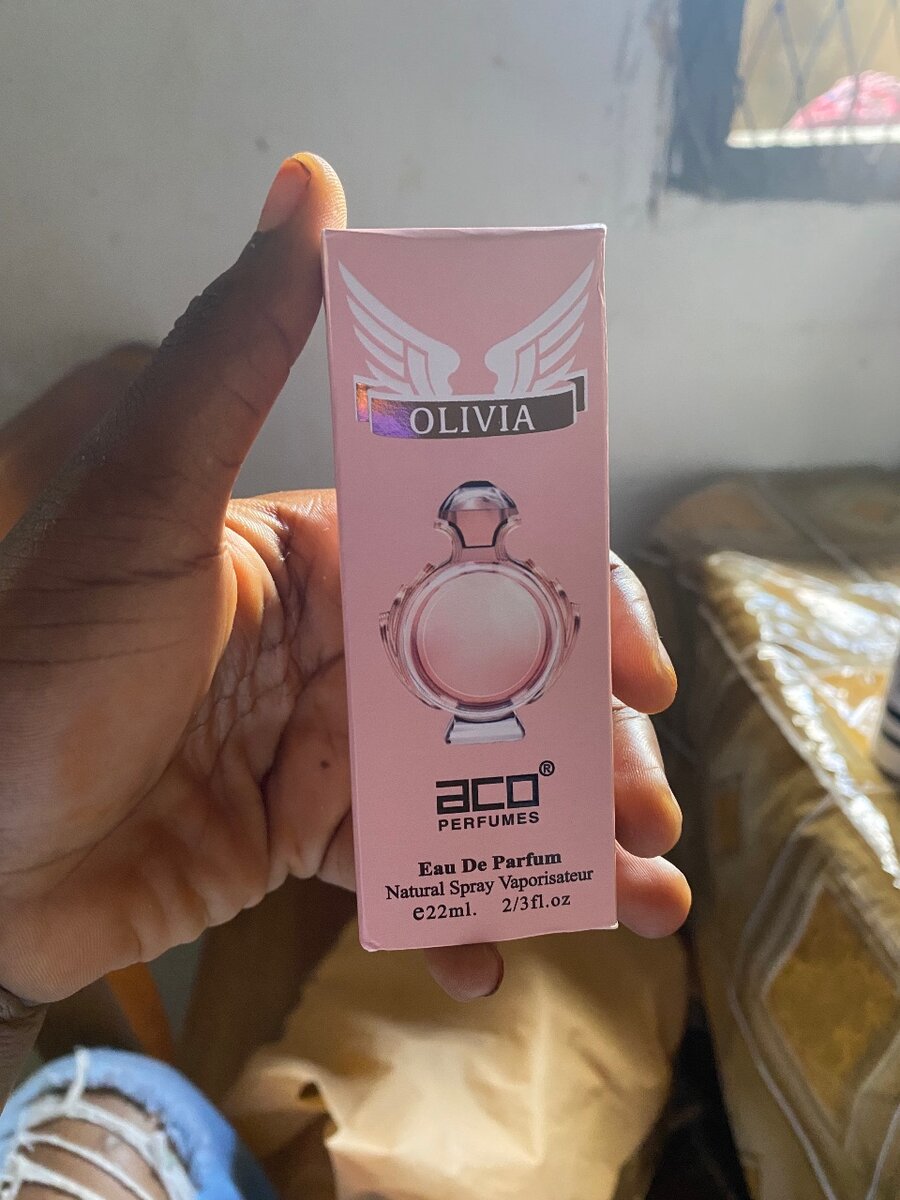 OLIVIA
aco®
PERFUMES
Eau De Parfum
Natural Spray Vaporisateur
e22ml. 2/3fl.oz